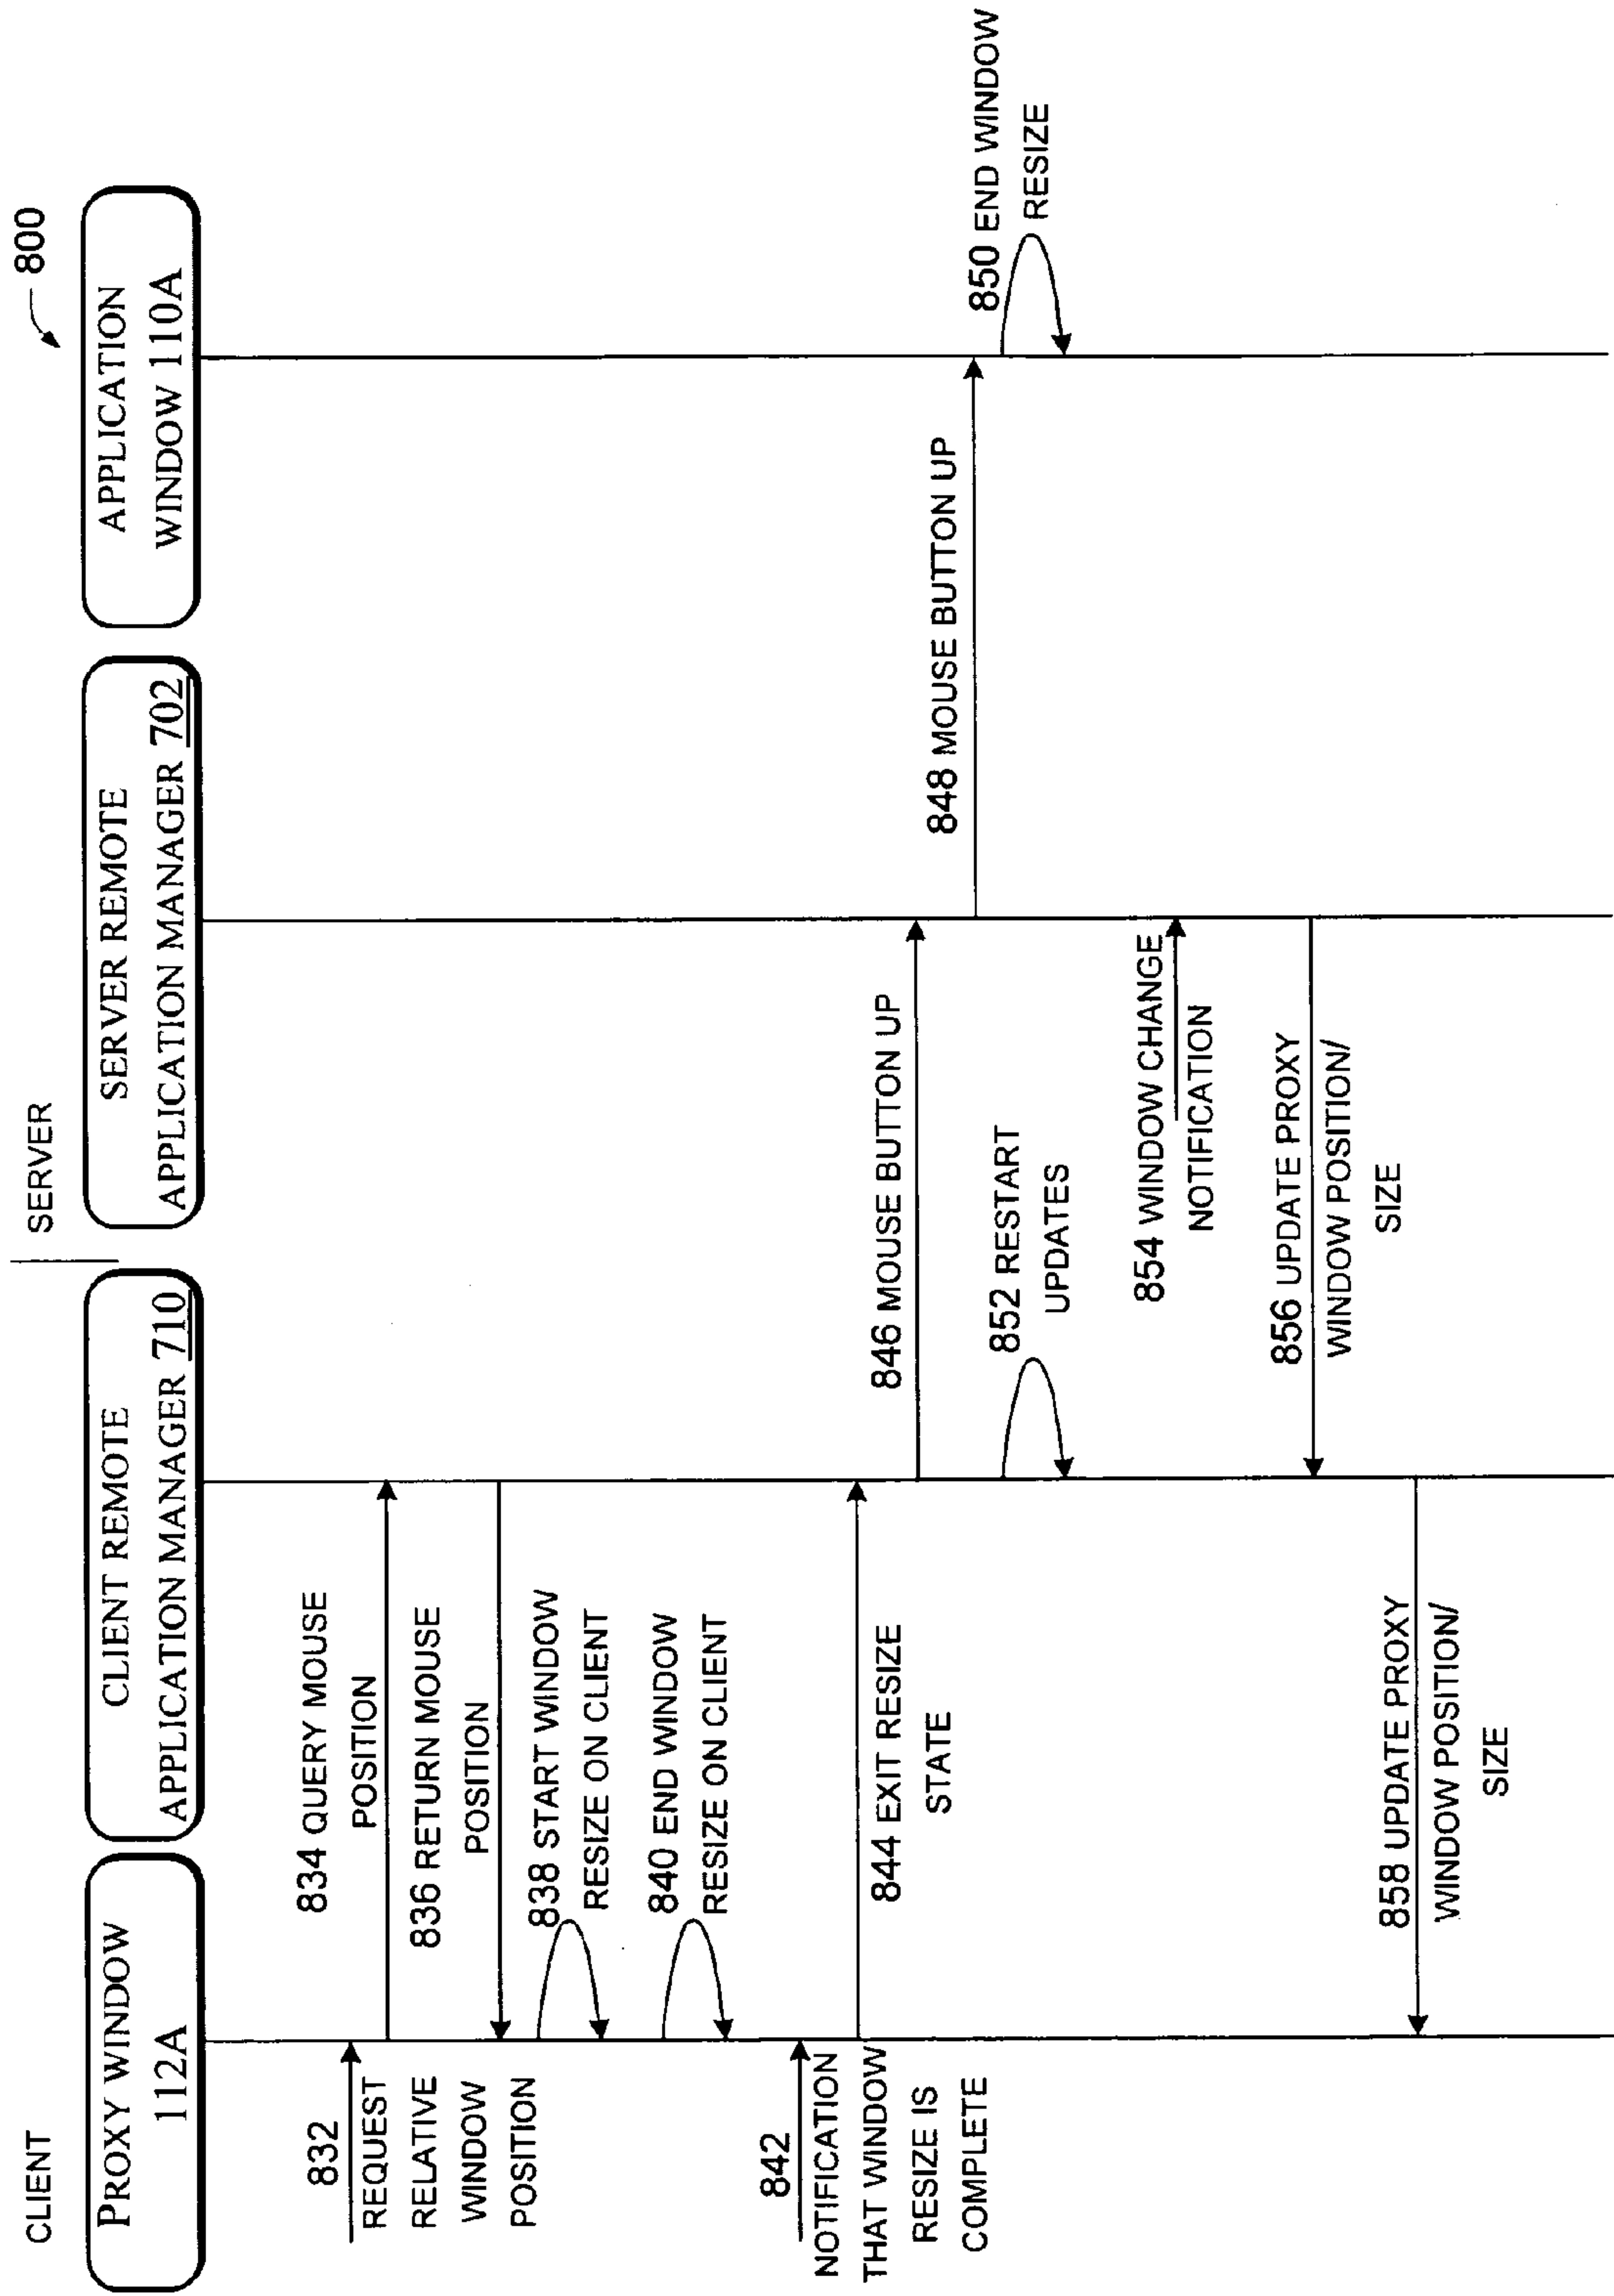 800
CLIENT
SERVER
PROXY WINDOW
112A
CLIENT REMOTE
APPLICATION MANAGER 710
SERVER REMOTE
APPLICATION MANAGER 702
APPLICATION
WINDOW 110A
832
REQUEST
RELATIVE
WINDOW
POSITION
834 QUERY MOUSE
POSITION
836 RETURN MOUSE
POSITION
838 START WINDOW
RESIZE ON CLIENT
840 END WINDOW
RESIZE ON CLIENT
842
NOTIFICATION
THAT WINDOW
RESIZE IS
COMPLETE
844 EXIT RESIZE
STATE
846 MOUSE BUTTON UP
848 MOUSE BUTTON UP
850 END WINDOW
RESIZE
852 RESTART
UPDATES
854 WINDOW CHANGE
NOTIFICATION
856 UPDATE PROXY
WINDOW POSITION/
SIZE
858 UPDATE PROXY
WINDOW POSITION/
SIZE